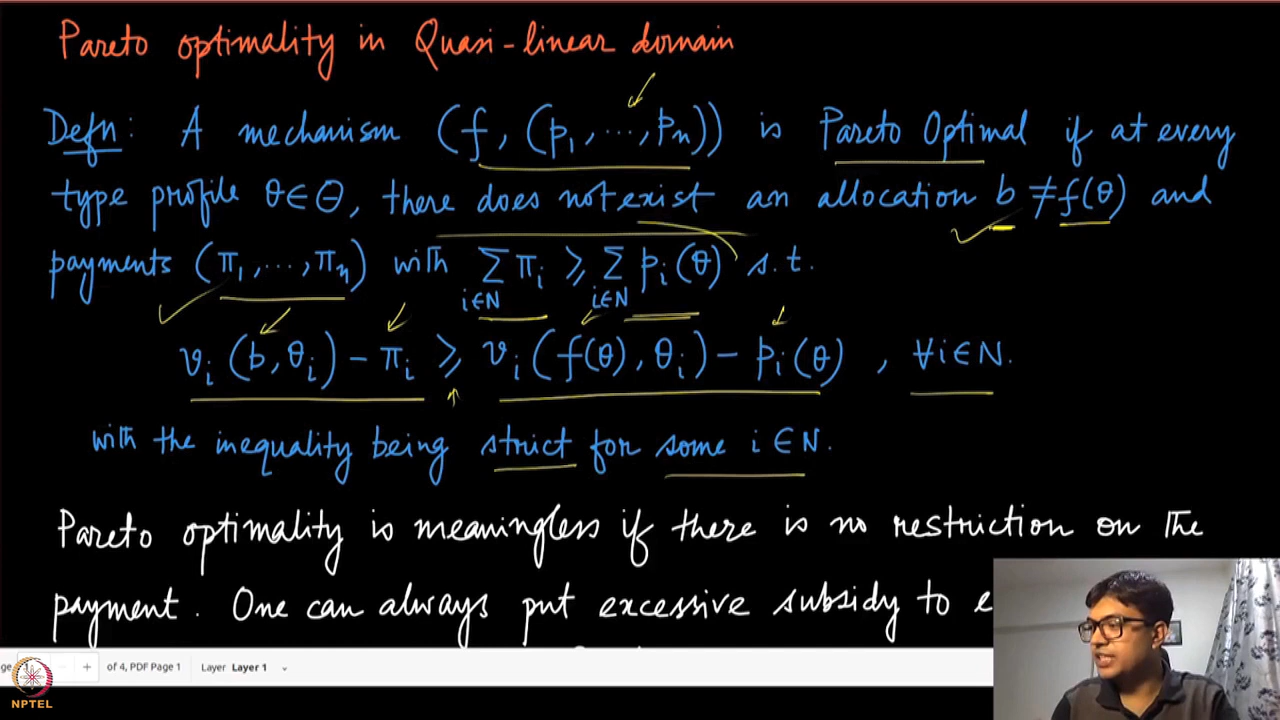 Pareto optimality in Quasi-linear domain
Defn: A mechanism (f, (p₁, ..., pₙ)) is Pareto Optimal if at every
type profile θ∈Θ, there does not exist an allocation b ≠ f(θ) and
payments (π₁, ..., πₙ) with ∑_{i∈N} πᵢ ⩾ ∑_{i∈N} pᵢ(θ) s.t.
vᵢ(b, θᵢ) − πᵢ ⩾ vᵢ(f(θ), θᵢ) − pᵢ(θ), ∀i∈N.
with the inequality being strict for some i ∈ N.
Pareto optimality is meaningless if there is no restriction on the
payment. One can always put excessive subsidy to
of 4, PDF Page 1 Layer Layer 1
NPTEL